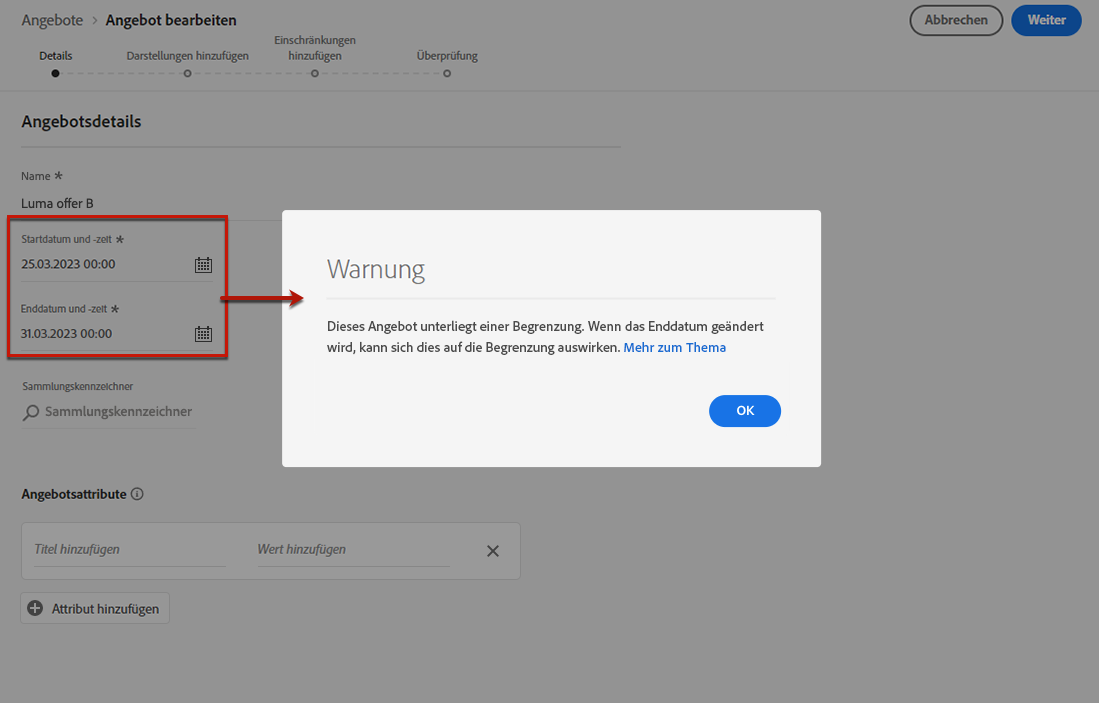 Angebote > Angebot bearbeiten
Abbrechen
Weiter
Details
Darstellungen hinzufügen
Einschränkungen
hinzufügen
Überprüfung
Angebotsdetails
Name *
Luma offer B
Startdatum und -zeit *
25.03.2023 00:00
Enddatum und -zeit *
31.03.2023 00:00
Sammlungskennzeichner
Sammlungskennzeichner
Warnung
Dieses Angebot unterliegt einer Begrenzung. Wenn das Enddatum geändert
wird, kann sich dies auf die Begrenzung auswirken. Mehr zum Thema
OK
Angebotsattribute
Titel hinzufügen
Wert hinzufügen
Attribut hinzufügen